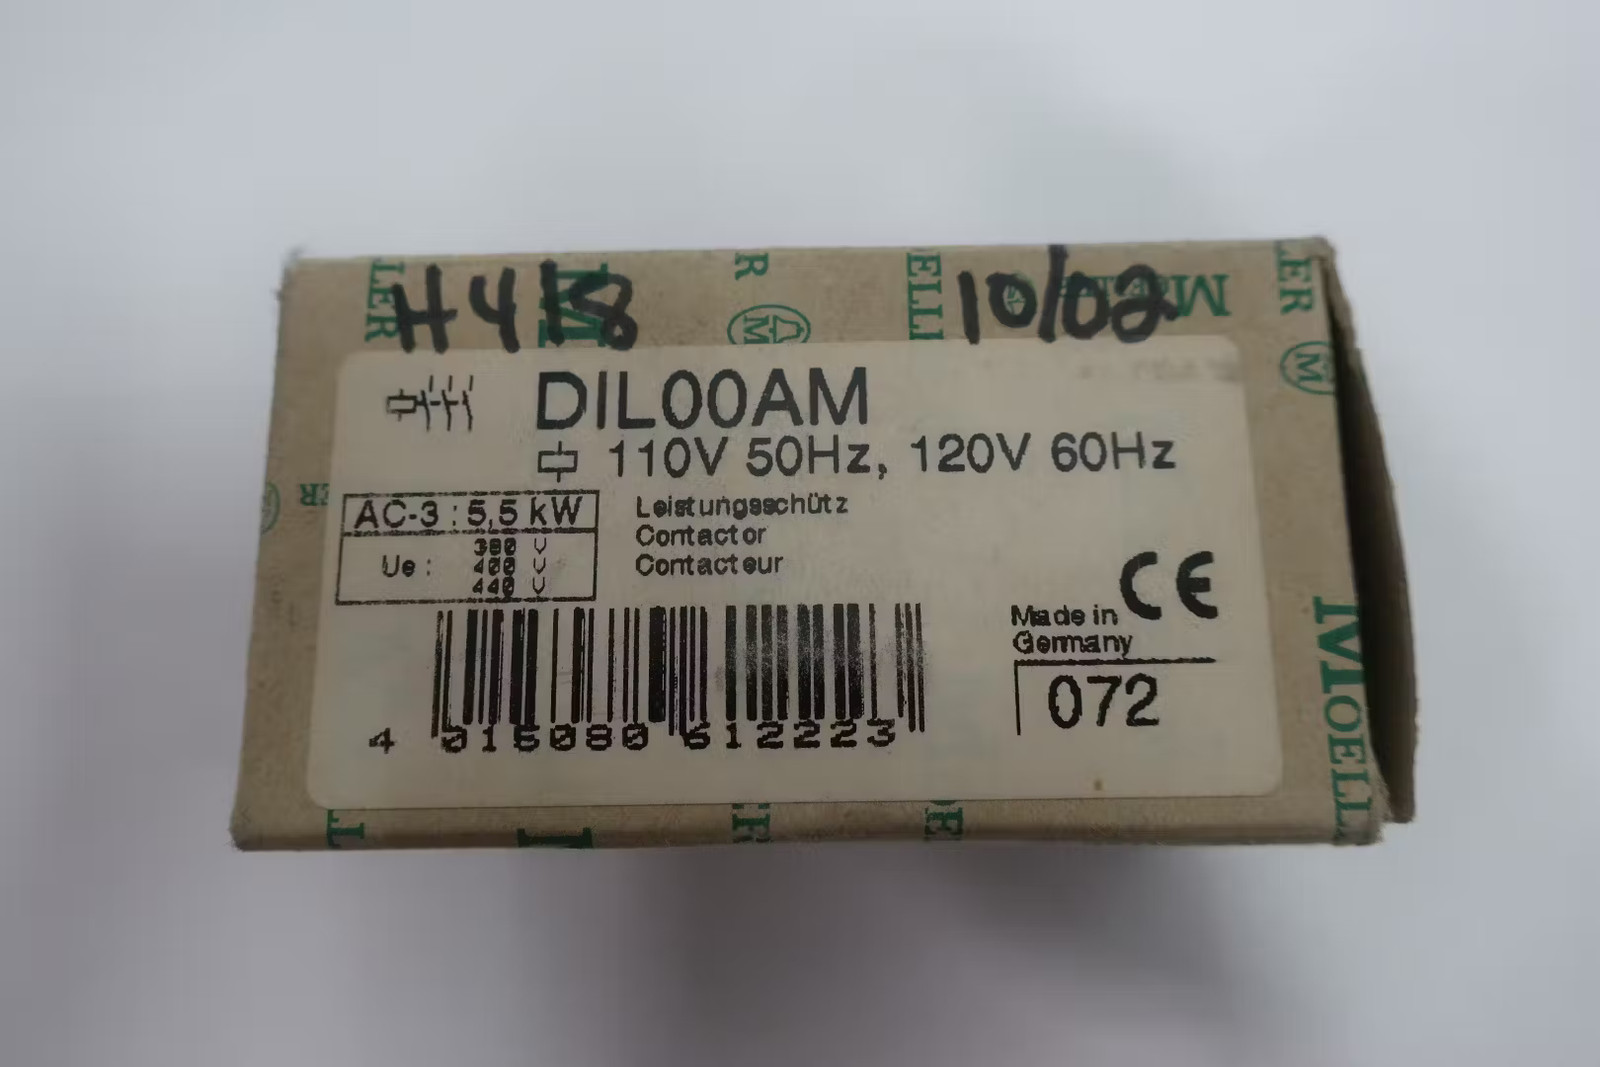 H418 10/02
DIL00AM
110V 50Hz, 120V 60Hz
AC-3 : 5,5 kW
Ue : 380 V
400 V
440 V
Leistungsschütz
Contactor
Contacteur
CE
Made in
Germany
072
4 015080 612223
MOELLER